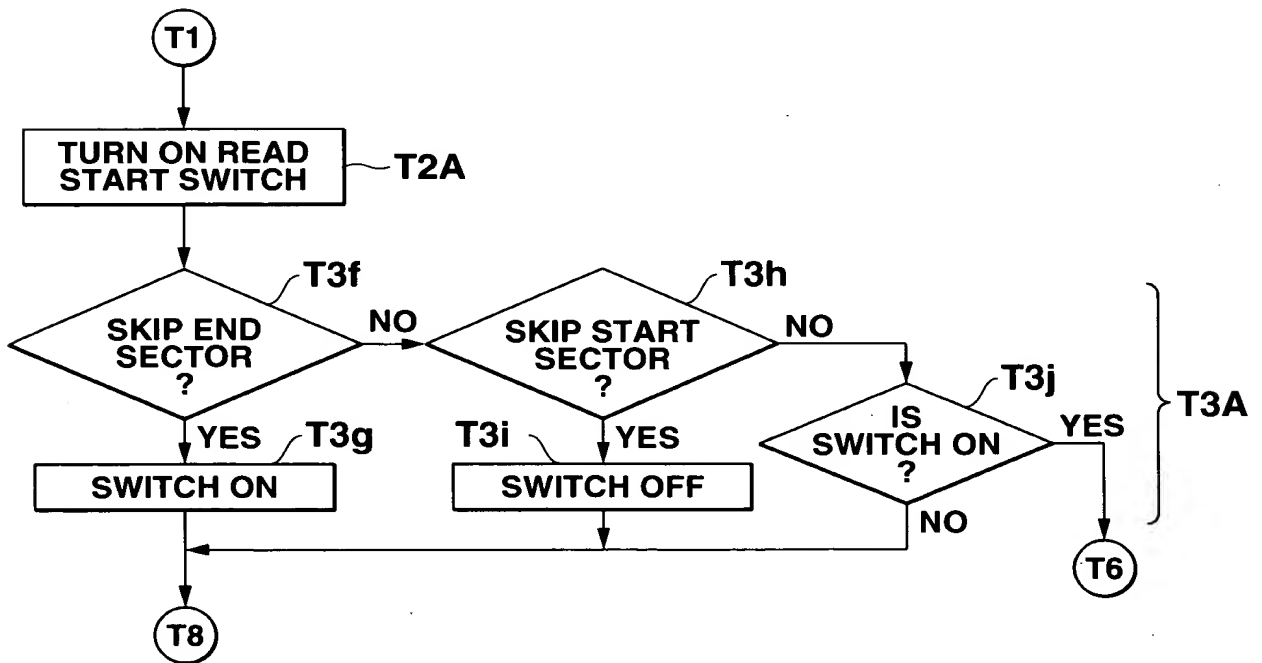 T1
TURN ON READ
START SWITCH
T2A
T3f
SKIP END
SECTOR
?
NO
T3h
SKIP START
SECTOR
?
NO
T3j
IS
SWITCH ON
?
YES
T3A
YES
T3g
SWITCH ON
T3i
YES
SWITCH OFF
NO
T6
T8